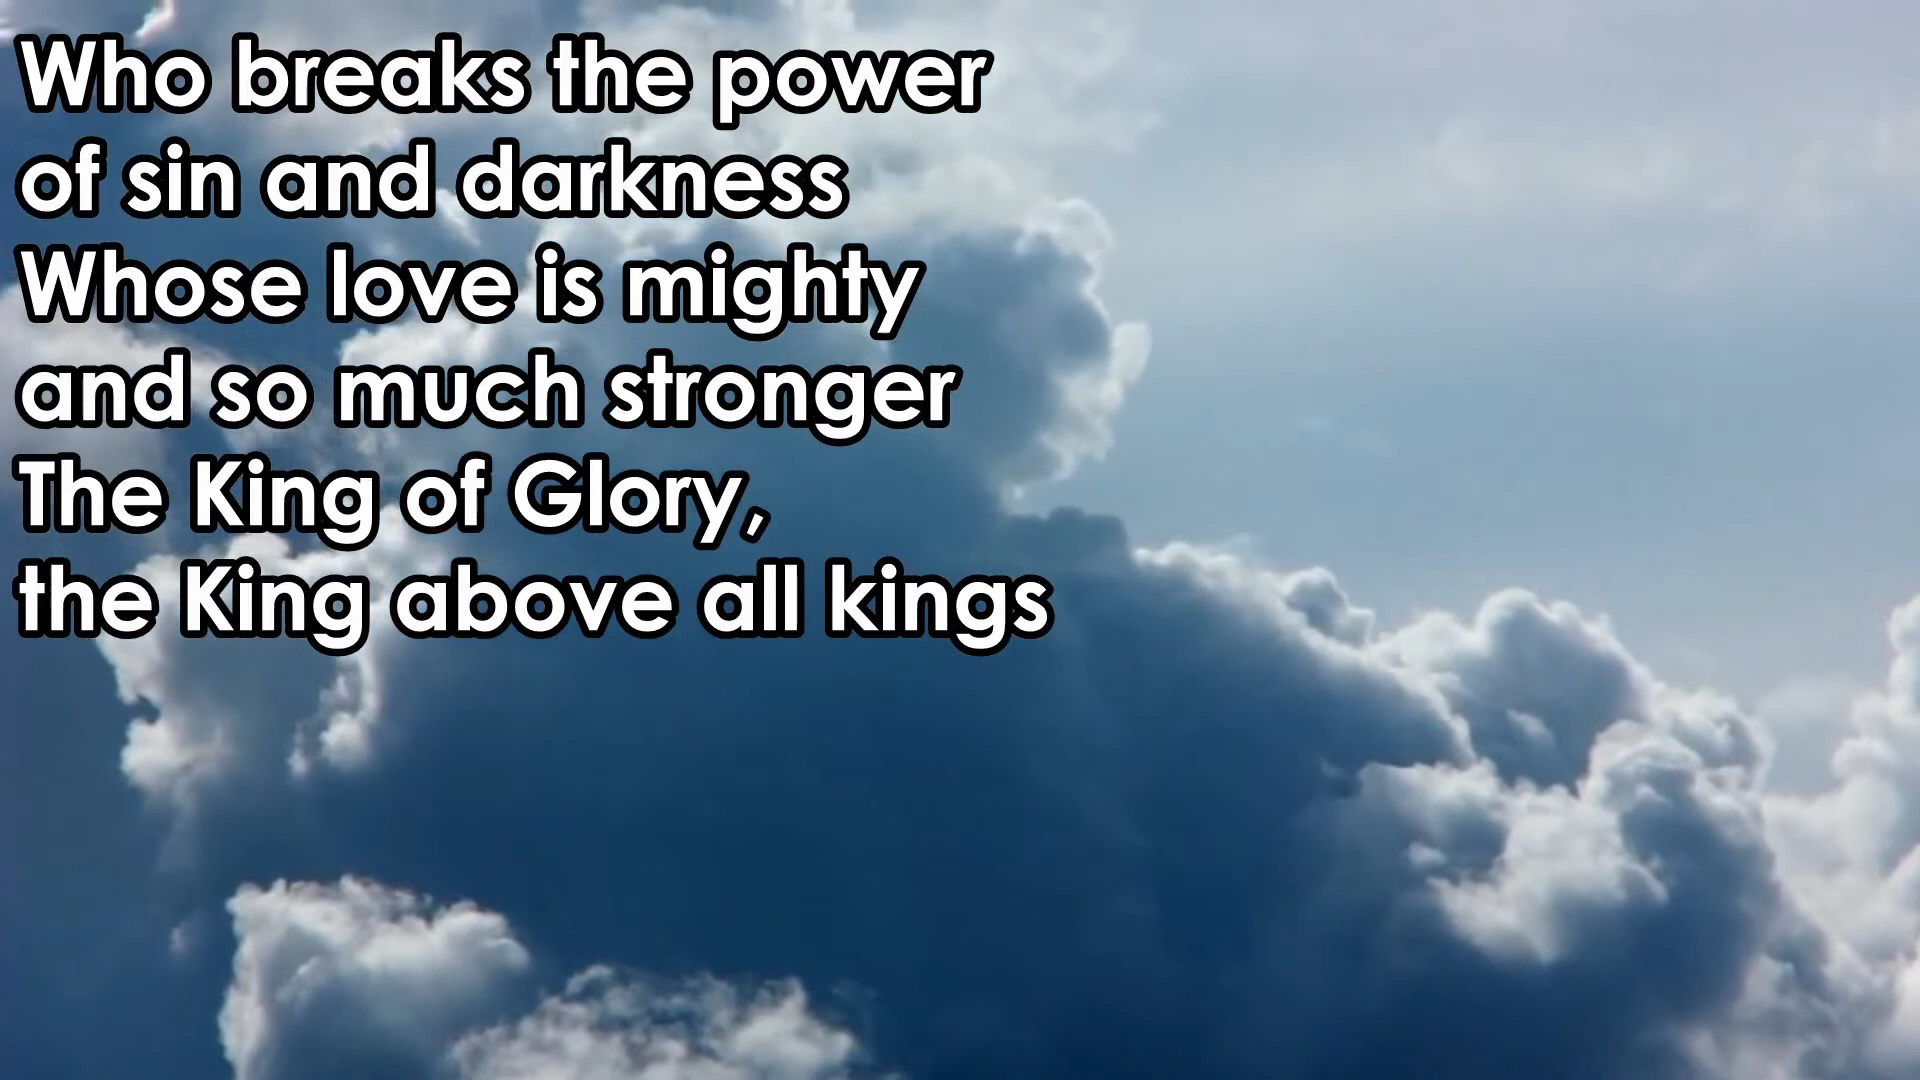 Who breaks the power
of sin and darkness
Whose love is mighty
and so much stronger
The King of Glory,
the King above all kings